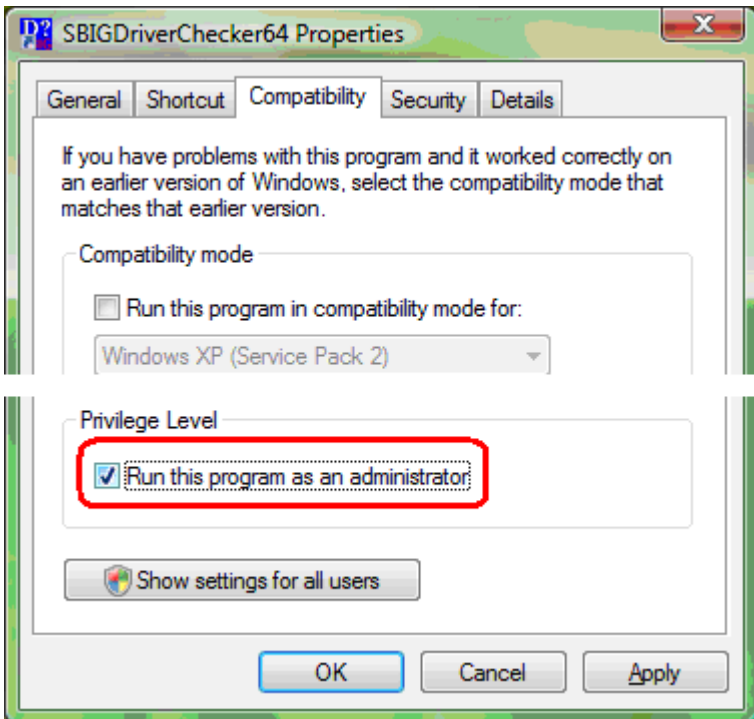 D?
SBIGDriverChecker64 Properties
X
General Shortcut Compatibility Security Details
If you have problems with this program and it worked correctly on
an earlier version of Windows, select the compatibility mode that
matches that earlier version.
Compatibility mode
Run this program in compatibility mode for:
Windows XP (Service Pack 2)
Privilege Level
Run this program as an administrator
Show settings for all users
OK Cancel Apply